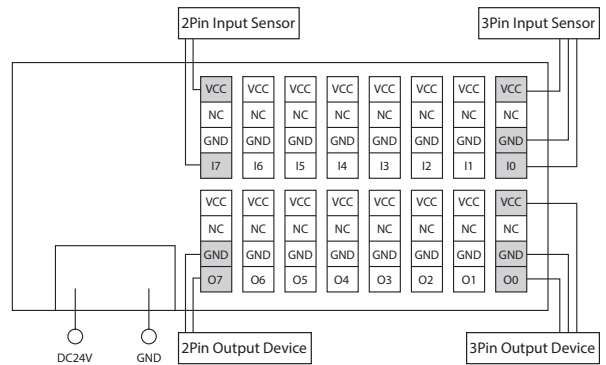 2Pin Input Sensor 3Pin Input Sensor
VCC VCC VCC VCC VCC VCC VCC VCC
NC NC NC NC NC NC NC NC
GND GND GND GND GND GND GND GND
I7 I6 I5 I4 I3 I2 I1 I0
VCC VCC VCC VCC VCC VCC VCC VCC
NC NC NC NC NC NC NC NC
GND GND GND GND GND GND GND GND
O7 O6 O5 O4 O3 O2 O1 O0
DC24V GND 2Pin Output Device 3Pin Output Device